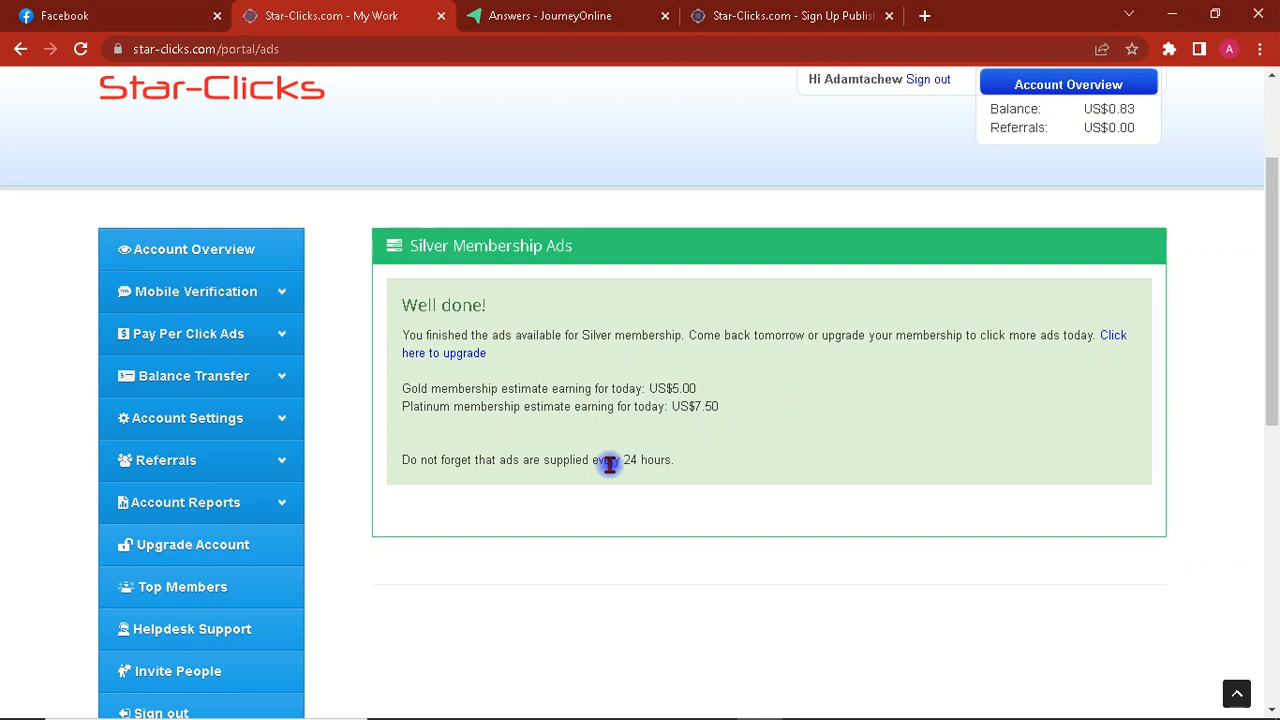 Facebook
Star-Clicks.com - My Work
Answers - JourneyOnline
Star-Clicks.com - Sign Up Publis
star-clicks.com/portal/ads
A
Star-Clicks
Hi Adamtachew Sign out
Account Overview
Balance: US$0.83
Referrals: US$0.00
Account Overview
Mobile Verification
Pay Per Click Ads
Balance Transfer
Account Settings
Referrals
Account Reports
Upgrade Account
Top Members
Helpdesk Support
Invite People
Sign out
Silver Membership Ads
Well done!
You finished the ads available for Silver membership. Come back tomorrow or upgrade your membership to click more ads today. Click
here to upgrade
Gold membership estimate earning for today: US$5.00
Platinum membership estimate earning for today: US$7.50
Do not forget that ads are supplied every 24 hours.